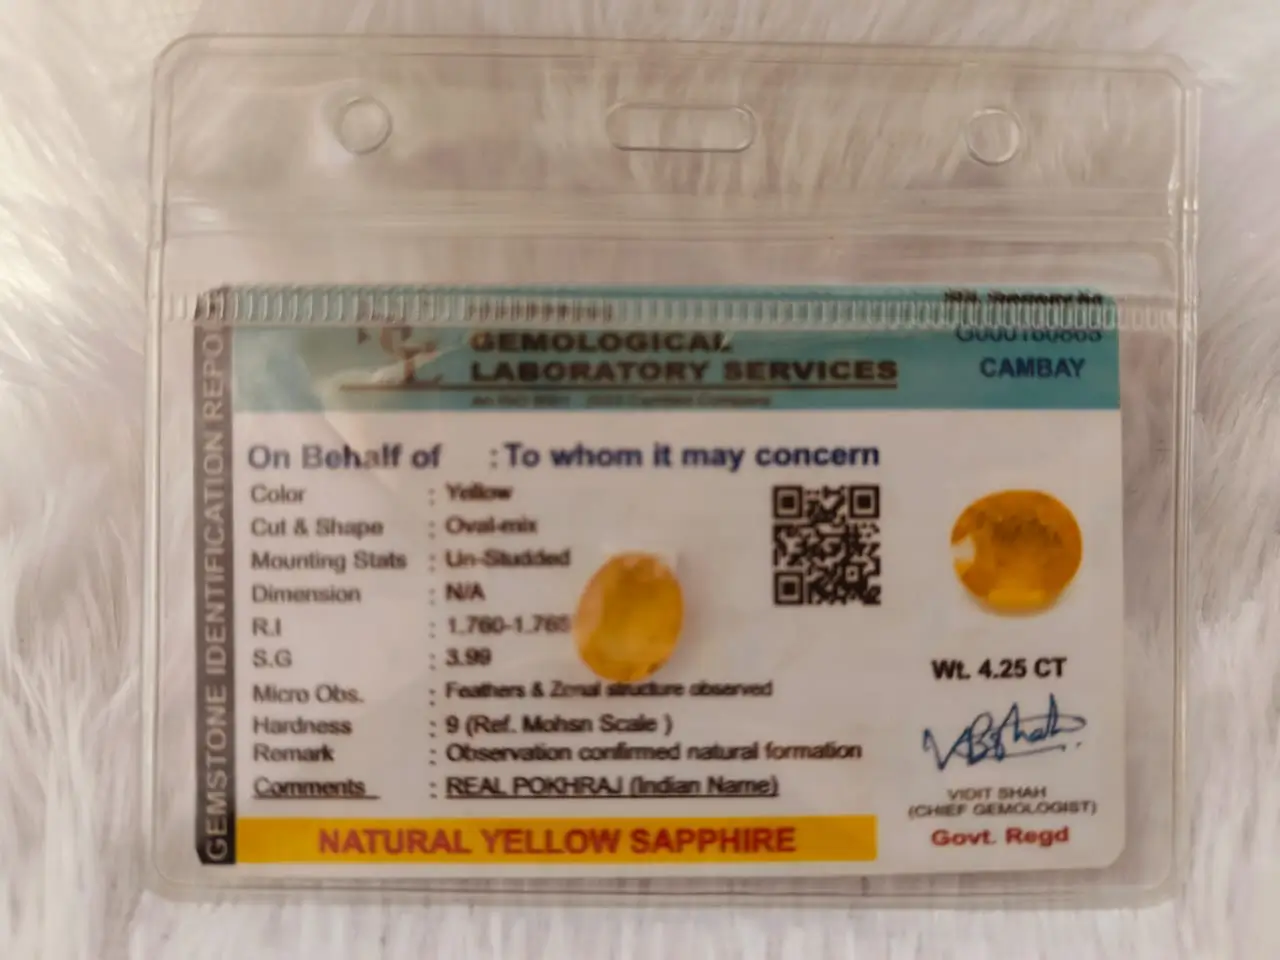 GEMOLOGICAL
LABORATORY SERVICES
CAMBAY
GEMSTONE IDENTIFICATION REPO
On Behalf of : To whom it may concern
Color : Yellow
Cut & Shape : Oval-mix
Mounting Stats : Un-Studded
Dimension : N/A
R.I : 1.760-1.765
S.G : 3.99
Micro Obs. : Feathers & Zonal structure observed
Hardness : 9 (Ref. Mohsn Scale )
Remark : Observation confirmed natural formation
Comments : REAL POKHRAJ (Indian Name)
NATURAL YELLOW SAPPHIRE
Wt. 4.25 CT
VIDIT SHAH
(CHIEF GEMOLOGIST)
Govt. Regd